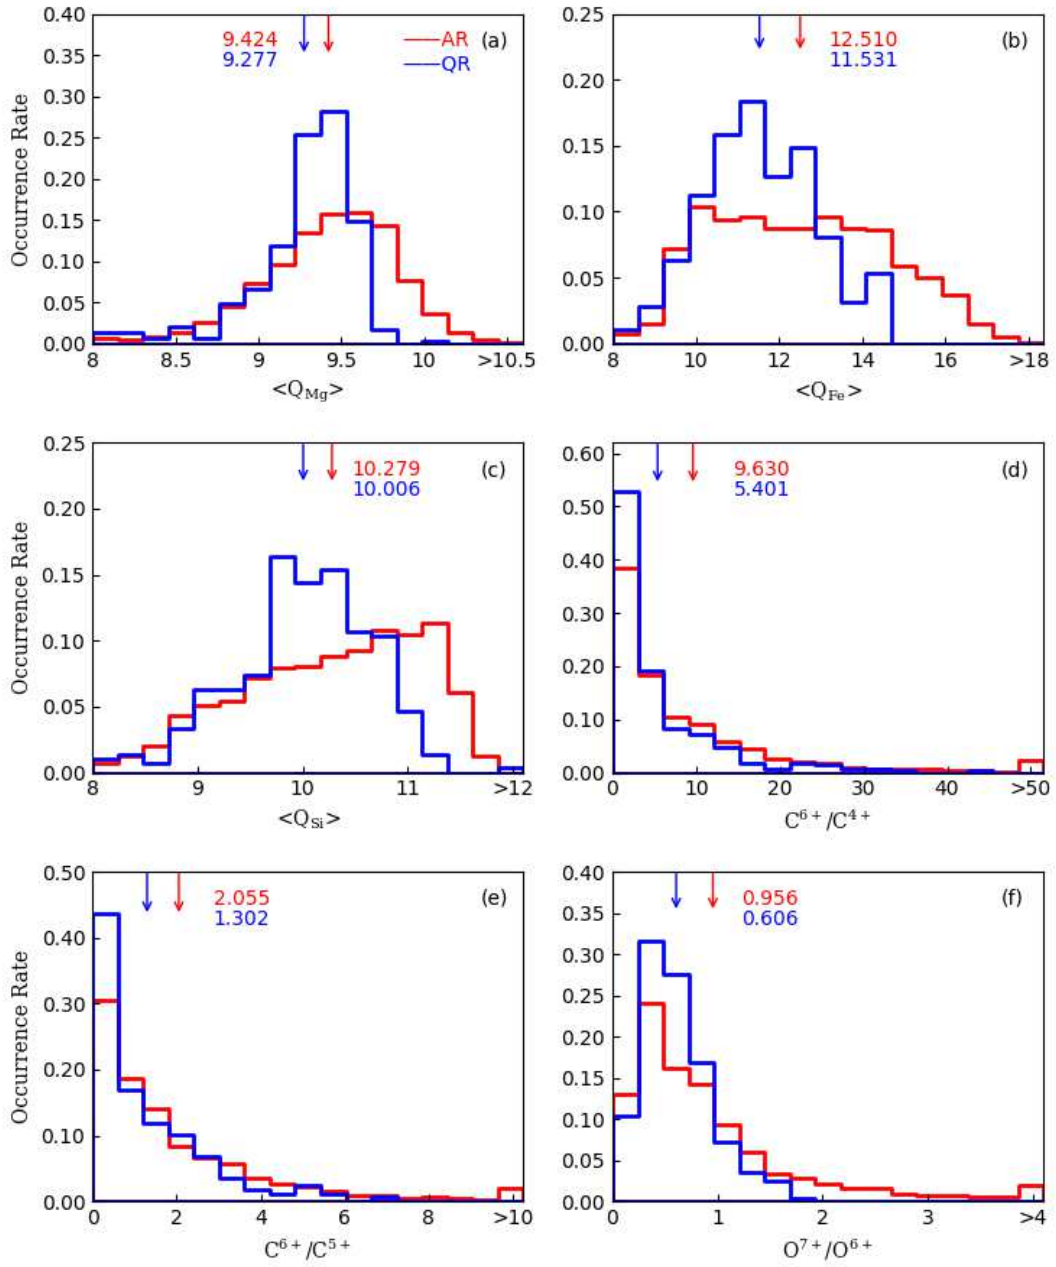 0.40
0.35
0.30
0.25
0.20
0.15
0.10
0.05
0.00
Occurrence Rate
9.424
9.277
AR
QR
(a)
8 8.5 9 9.5 10 >10.5
<Q_Mg>
0.25
0.20
0.15
0.10
0.05
0.00
12.510
11.531
(b)
8 10 12 14 16 >18
<Q_Fe>
0.25
0.20
0.15
0.10
0.05
0.00
Occurrence Rate
10.279
10.006
(c)
8 9 10 11 >12
<Q_Si>
0.60
0.50
0.40
0.30
0.20
0.10
0.00
9.630
5.401
(d)
0 10 20 30 40 >50
C⁶⁺/C⁴⁺
0.50
0.40
0.30
0.20
0.10
0.00
Occurrence Rate
2.055
1.302
(e)
0 2 4 6 8 >10
C⁶⁺/C⁵⁺
0.40
0.35
0.30
0.25
0.20
0.15
0.10
0.05
0.00
0.956
0.606
(f)
0 1 2 3 >4
O⁷⁺/O⁶⁺